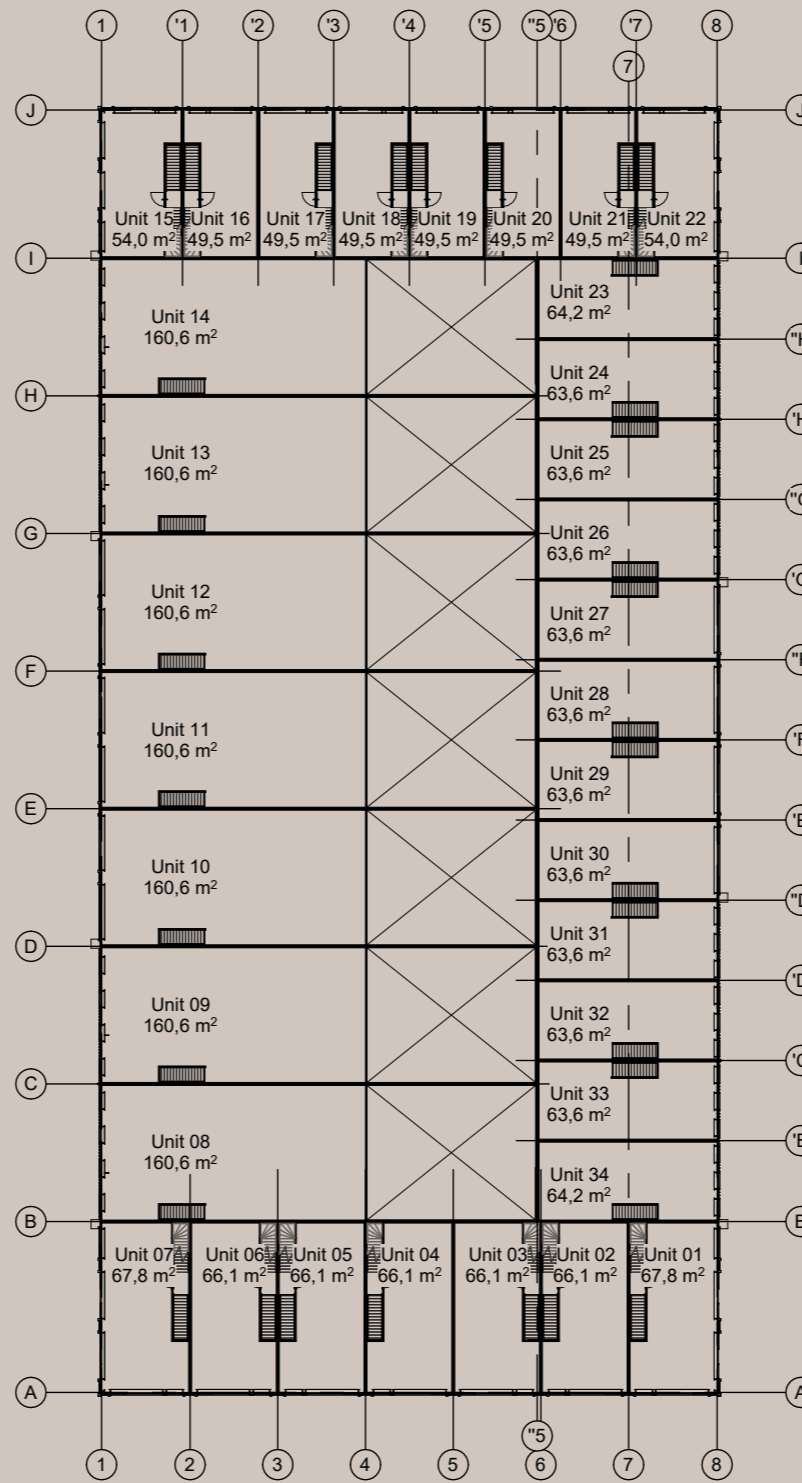 1 '1 '2 '3 '4 '5 "5 '6 '7 8
7
J J
Unit 15 Unit 16 Unit 17 Unit 18 Unit 19 Unit 20 Unit 21 Unit 22
54,0 m² 49,5 m² 49,5 m² 49,5 m² 49,5 m² 49,5 m² 49,5 m² 54,0 m²
I I
Unit 23
64,2 m²
Unit 14
160,6 m²
"H
Unit 24
63,6 m²
H
'H
Unit 13
160,6 m²
Unit 25
63,6 m²
"G
G
Unit 26
63,6 m²
'G
Unit 12
160,6 m²
Unit 27
63,6 m²
F
Unit 28
63,6 m²
Unit 11
160,6 m²
'F
Unit 29
63,6 m²
E
'E
Unit 10
160,6 m²
Unit 30
63,6 m²
"D
D
Unit 31
63,6 m²
'D
Unit 09
160,6 m²
Unit 32
63,6 m²
'C
C
Unit 33
63,6 m²
Unit 08
160,6 m²
Unit 34
64,2 m²
B
Unit 07 Unit 06 Unit 05 Unit 04 Unit 03 Unit 02 Unit 01
67,8 m² 66,1 m² 66,1 m² 66,1 m² 66,1 m² 66,1 m² 67,8 m²
A A
"5
1 2 3 4 5 6 7 8